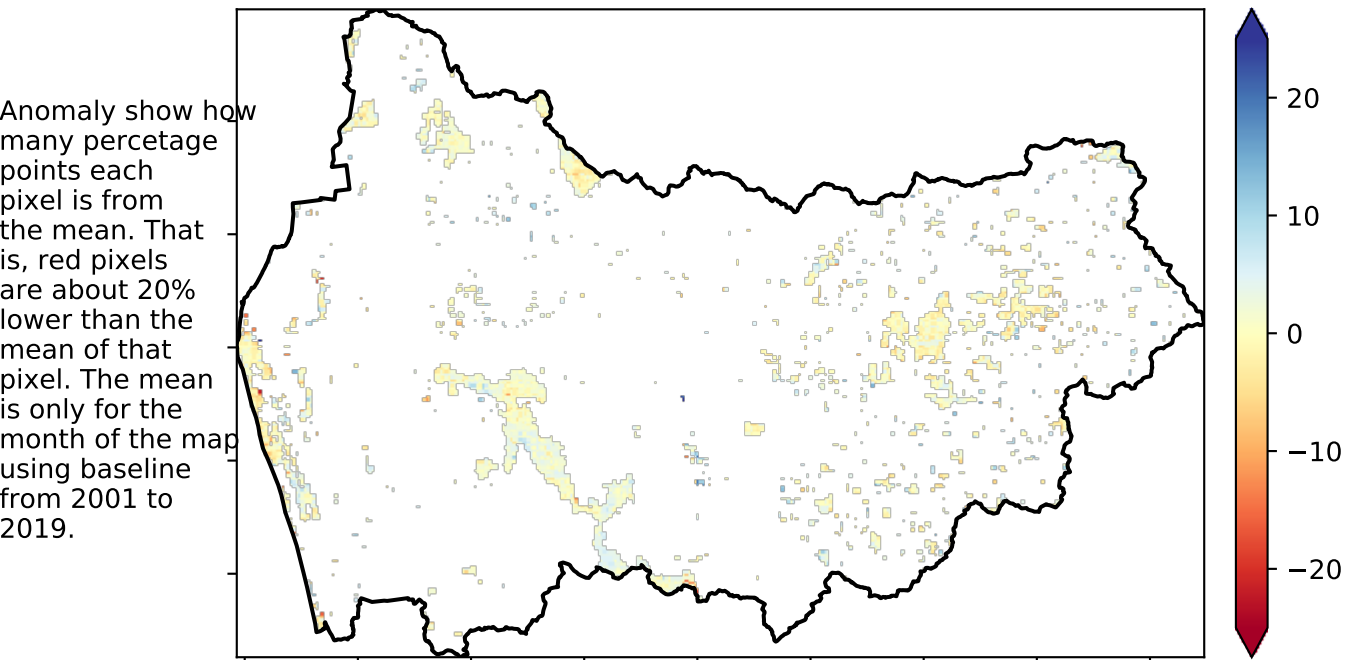 Anomaly show how
many percetage
points each
pixel is from
the mean. That
is, red pixels
are about 20%
lower than the
mean of that
pixel. The mean
is only for the
month of the map
using baseline
from 2001 to
2019.
20
10
0
−10
−20